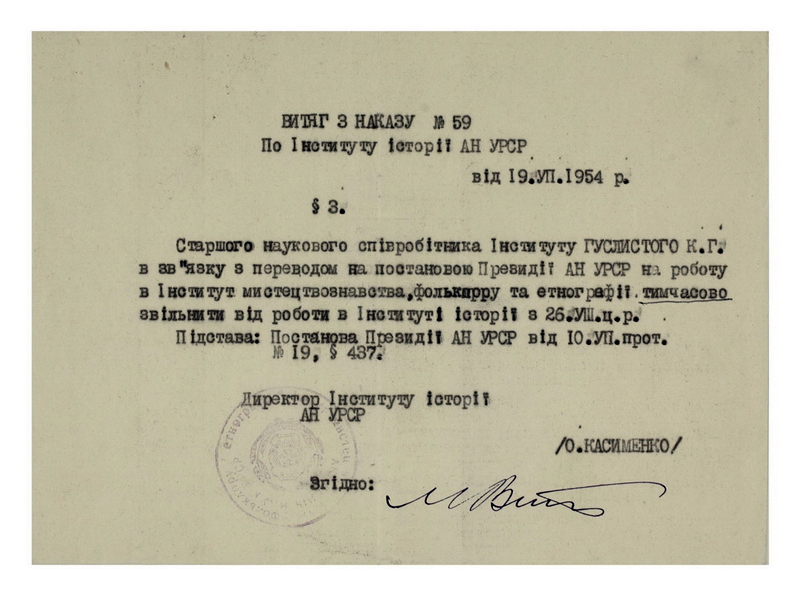 ВИТЯГ З НАКАЗУ № 59
По Інституту історії АН УРСР
від 19.УП.1954 р.
§ 3.
Старшого наукового співробітника Інституту ГУСЛИСТОГО К.Г.
в зв"язку з переводом на постановою Президії АН УРСР на роботу
в Інститут мистецтвознавства,фольклору та етнографії тимчасово
звільнити від роботи в Інституті історії з 26.УШ.ц.р.
Підстава: Постанова Президії АН УРСР від 10.УП.прот.
№ 19, § 437.
Директор Інституту історії
АН УРСР
/О.КАСИМЕНКО/
Згідно: